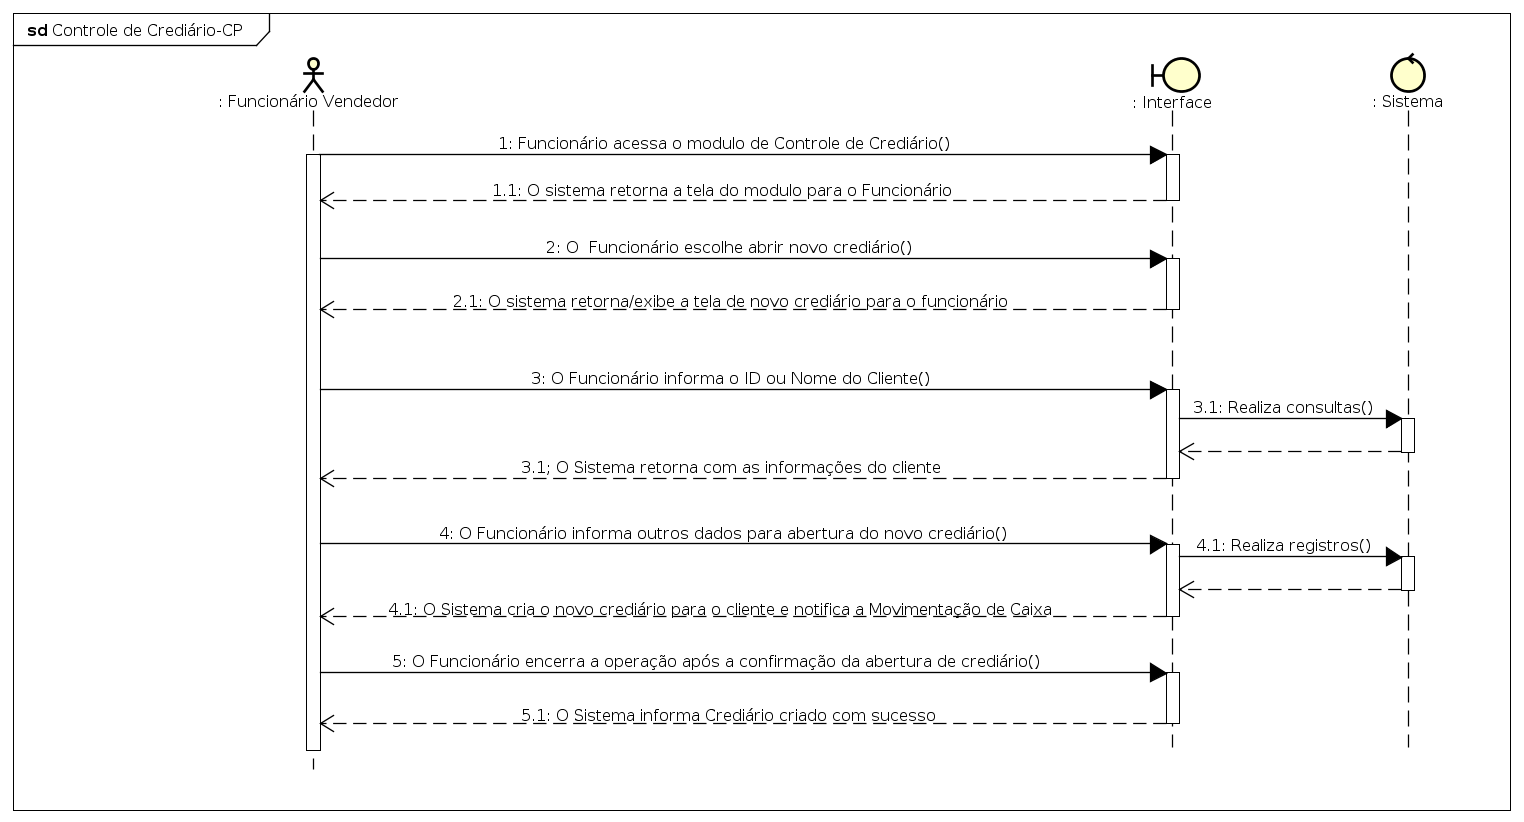 sd Controle de Crediário-CP
: Funcionário Vendedor
: Interface
: Sistema
1: Funcionário acessa o modulo de Controle de Crediário()
1.1: O sistema retorna a tela do modulo para o Funcionário
2: O  Funcionário escolhe abrir novo crediário()
2.1: O sistema retorna/exibe a tela de novo crediário para o funcionário
3: O Funcionário informa o ID ou Nome do Cliente()
3.1: Realiza consultas()
3.1; O Sistema retorna com as informações do cliente
4: O Funcionário informa outros dados para abertura do novo crediário()
4.1: Realiza registros()
4.1: O Sistema cria o novo crediário para o cliente e notifica a Movimentação de Caixa
5: O Funcionário encerra a operação após a confirmação da abertura de crediário()
5.1: O Sistema informa Crediário criado com sucesso